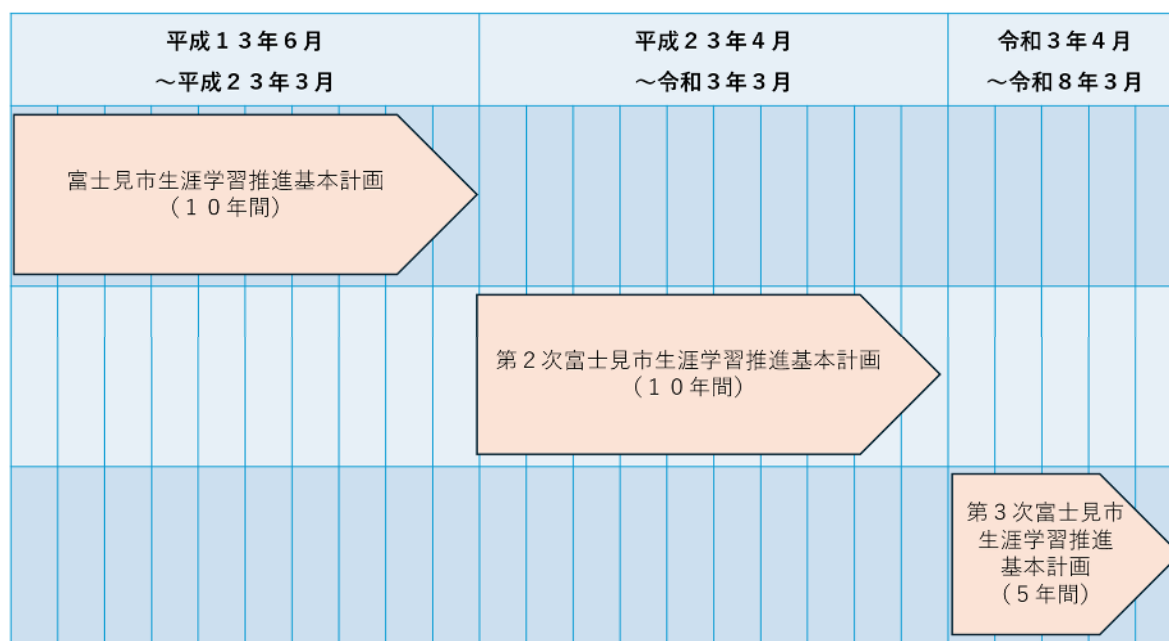 平成１３年６月
～平成２３年３月
平成２３年４月
～令和３年３月
令和３年４月
～令和８年３月
富士見市生涯学習推進基本計画
（１０年間）
第２次富士見市生涯学習推進基本計画
（１０年間）
第３次富士見市
生涯学習推進
基本計画
（５年間）